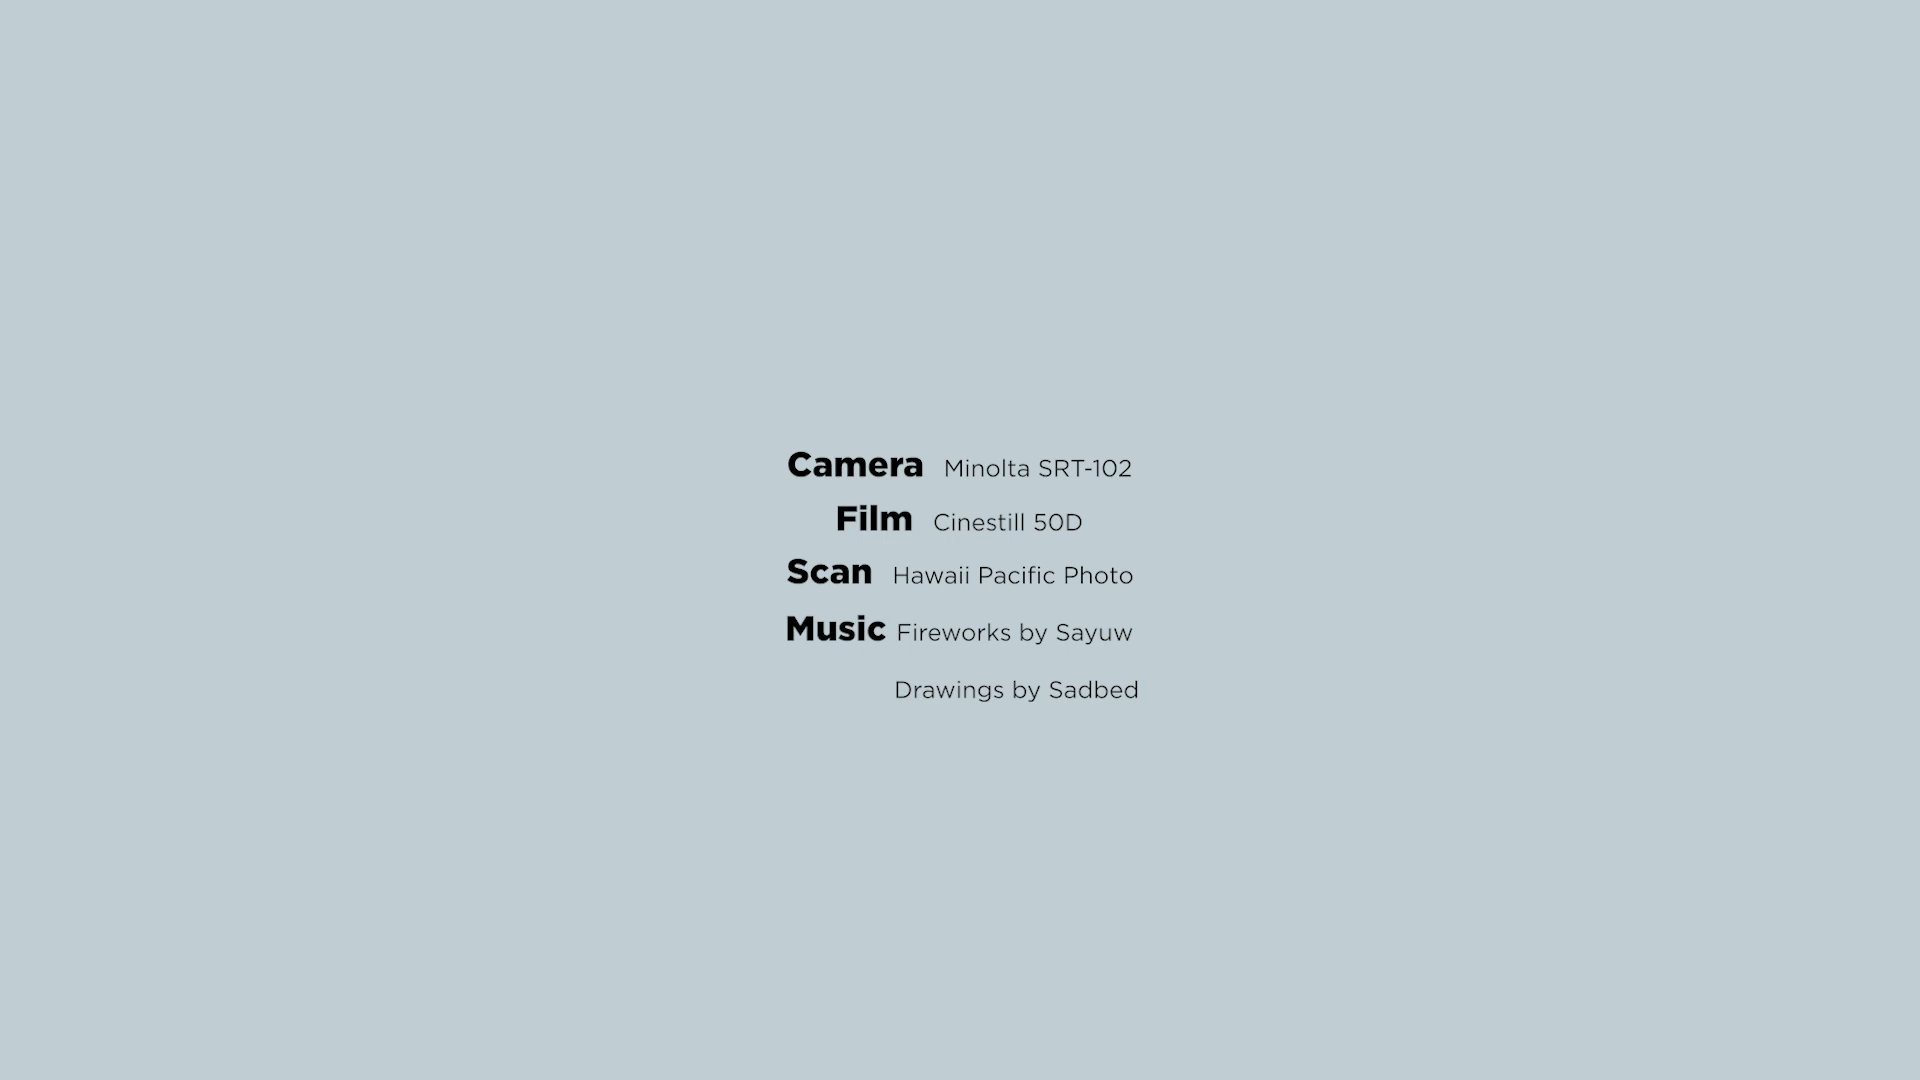 Camera Minolta SRT-102
Film Cinestill 50D
Scan Hawaii Pacific Photo
Music Fireworks by Sayuw
Drawings by Sadbed